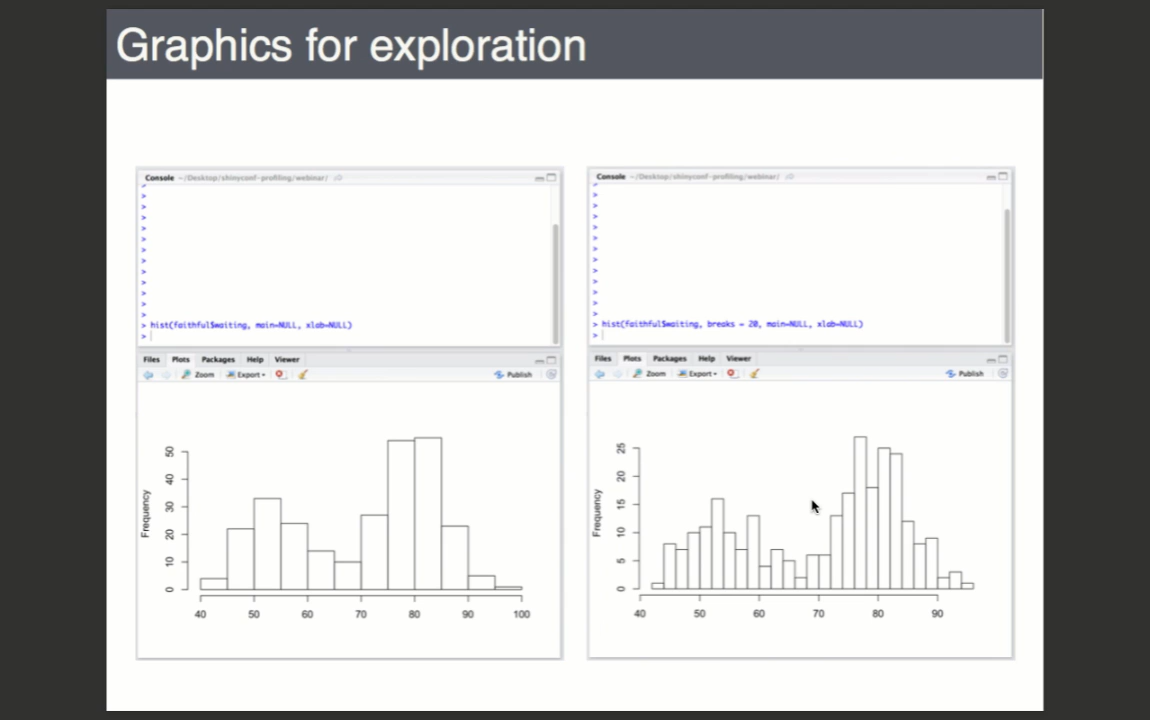 Graphics for exploration
Console ~/Desktop/shinyconf-profiling/webinar/
>
>
>
>
>
>
>
>
>
>
>
>
> hist(faithful$waiting, main=NULL, xlab=NULL)
>
Files Plots Packages Help Viewer
Zoom Export Publish
Frequency
50
40
30
20
10
0
40 50 60 70 80 90 100
Console ~/Desktop/shinyconf-profiling/webinar/
>
>
>
>
>
>
>
>
>
>
>
>
> hist(faithful$waiting, breaks = 20, main=NULL, xlab=NULL)
>
Files Plots Packages Help Viewer
Zoom Export Publish
Frequency
25
20
15
10
5
0
40 50 60 70 80 90